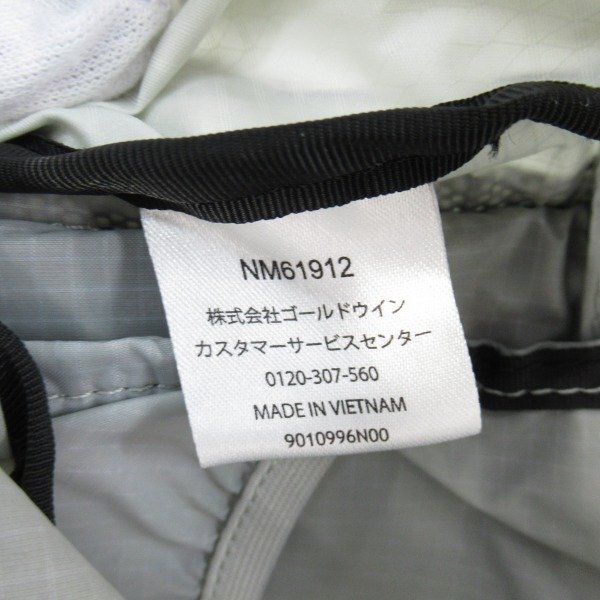 NM61912
株式会社ゴールドウイン
カスタマーサービスセンター
0120-307-560
MADE IN VIETNAM
9010996N00